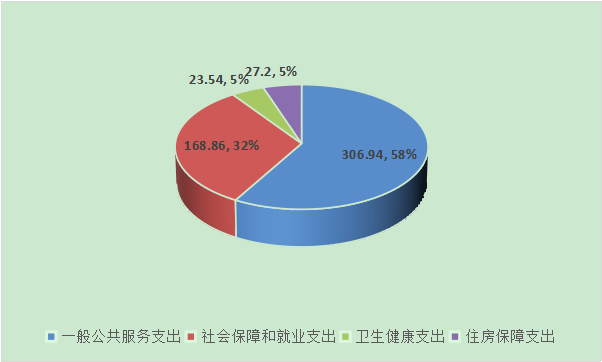 27.2, 5%
23.54, 5%
168.86, 32%
306.94, 58%
一般公共服务支出 社会保障和就业支出 卫生健康支出 住房保障支出